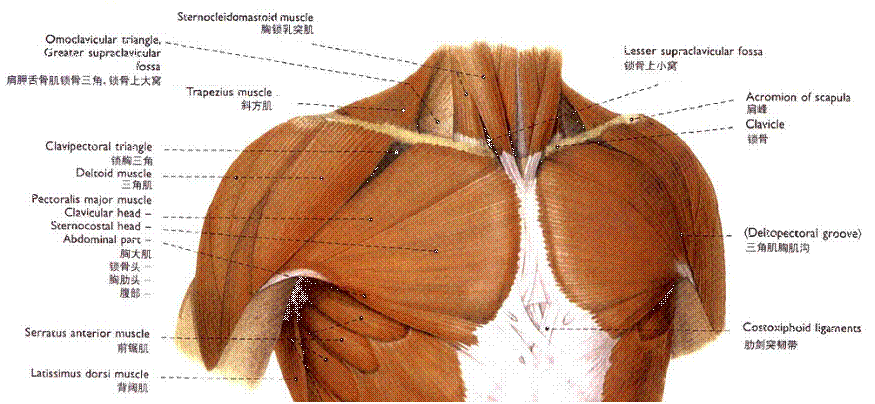 Sternocleidomastoid muscle
胸锁乳突肌
Omoclavicular triangle,
Greater supraclavicular
fossa
肩胛舌骨肌锁骨三角、锁骨上大窝
Trapezius muscle
斜方肌
Clavipectoral triangle
锁胸三角
Deltoid muscle
三角肌
Pectoralis major muscle
Clavicular head –
Sternocostal head –
Abdominal part –
胸大肌
锁骨头
胸肋头
腹部
Serratus anterior muscle
前锯肌
Latissimus dorsi muscle
背阔肌
Lesser supraclavicular fossa
锁骨上小窝
Acromion of scapula
肩峰
Clavicle
锁骨
(Deltopectoral groove)
三角肌胸肌沟
Costoxiphoid ligaments
肋剑突韧带